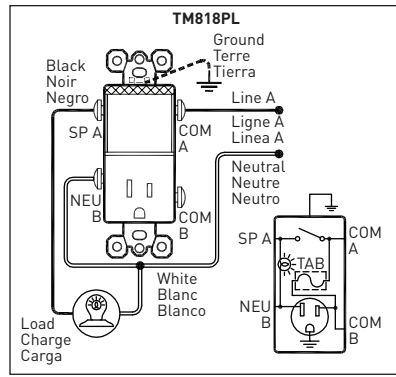 TM818PL
Ground
Terre
Tierra
Black
Noir
Negro
Line A
Ligne A
Linea A
SP A
COM
A
Neutral
Neutre
Neutro
NEU
B
COM
B
White
Blanc
Blanco
Load
Charge
Carga
SP A
COM
A
TAB
NEU
B
COM
B